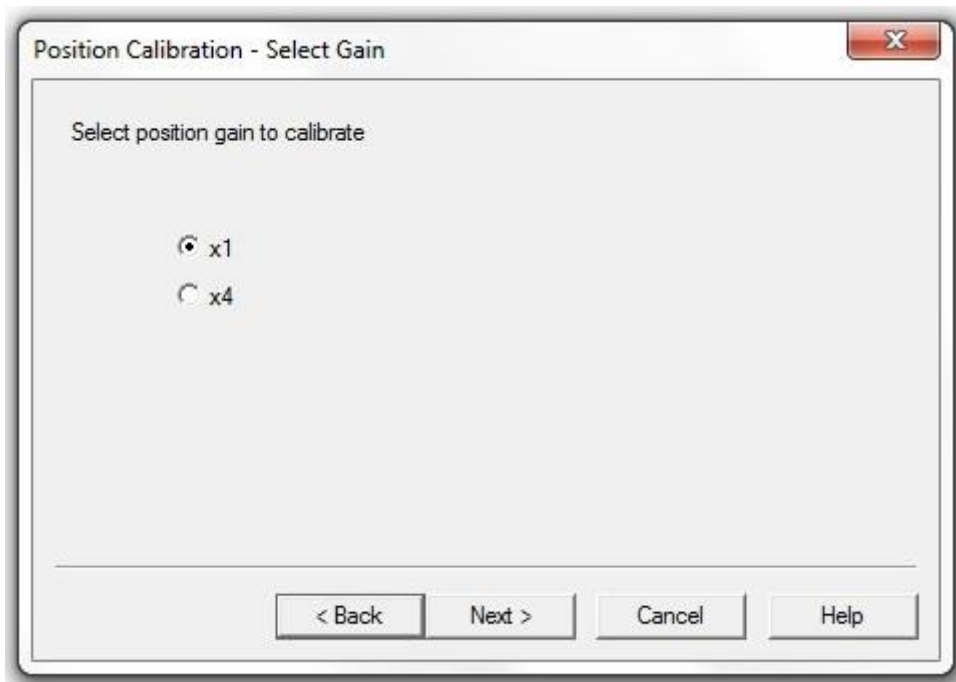 Position Calibration - Select Gain
Select position gain to calibrate
x1
x4
< Back Next > Cancel Help